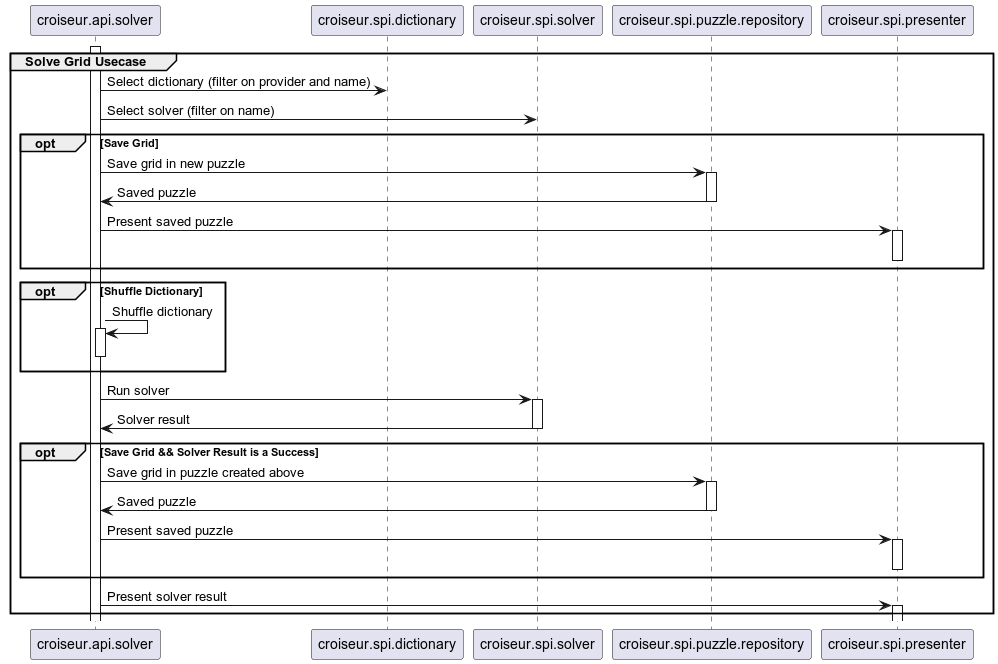 croiseur.api.solver croiseur.spi.dictionary croiseur.spi.solver croiseur.spi.puzzle.repository croiseur.spi.presenter
Solve Grid Usecase
Select dictionary (filter on provider and name)
Select solver (filter on name)
opt [Save Grid]
Save grid in new puzzle
Saved puzzle
Present saved puzzle
opt [Shuffle Dictionary]
Shuffle dictionary
Run solver
Solver result
opt [Save Grid && Solver Result is a Success]
Save grid in puzzle created above
Saved puzzle
Present saved puzzle
Present solver result
croiseur.api.solver croiseur.spi.dictionary croiseur.spi.solver croiseur.spi.puzzle.repository croiseur.spi.presenter